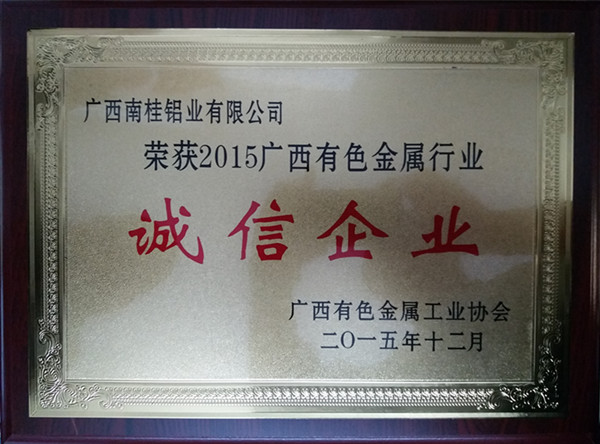 广西南桂铝业有限公司
荣获2015广西有色金属行业
诚信企业
广西有色金属工业协会
二〇一五年十二月